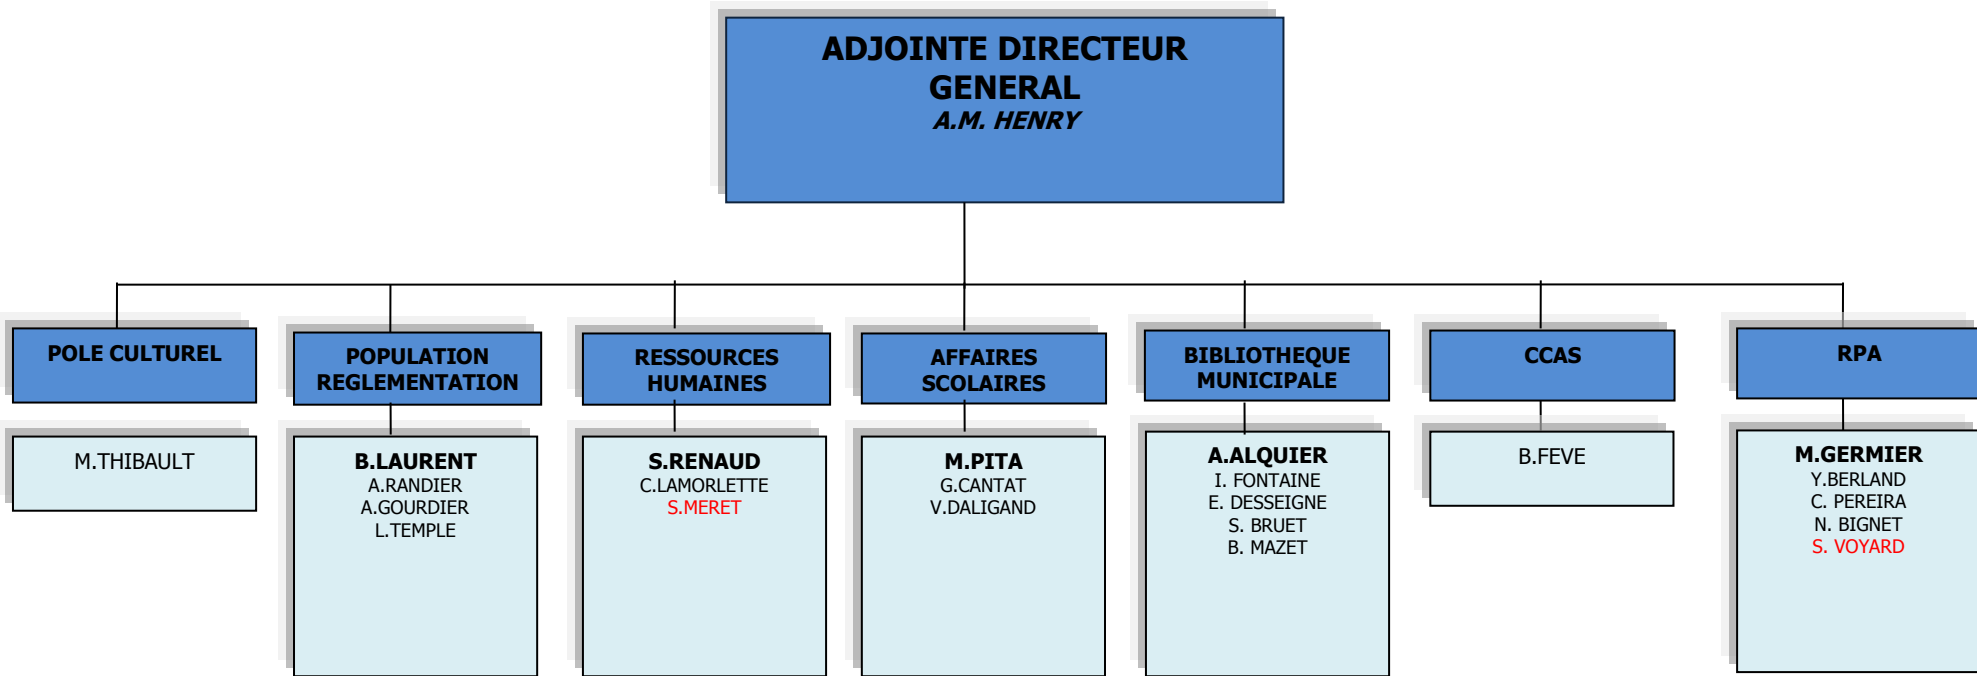 ADJOINTE DIRECTEUR
GENERAL
A.M. HENRY
POLE CULTUREL
M.THIBAULT
POPULATION
REGLEMENTATION
B.LAURENT
A.RANDIER
A.GOURDIER
L.TEMPLE
RESSOURCES
HUMAINES
S.RENAUD
C.LAMORLETTE
S.MERET
AFFAIRES
SCOLAIRES
M.PITA
G.CANTAT
V.DALIGAND
BIBLIOTHEQUE
MUNICIPALE
A.ALQUIER
I. FONTAINE
E. DESSEIGNE
S. BRUET
B. MAZET
CCAS
B.FEVE
RPA
M.GERMIER
Y.BERLAND
C. PEREIRA
N. BIGNET
S. VOYARD